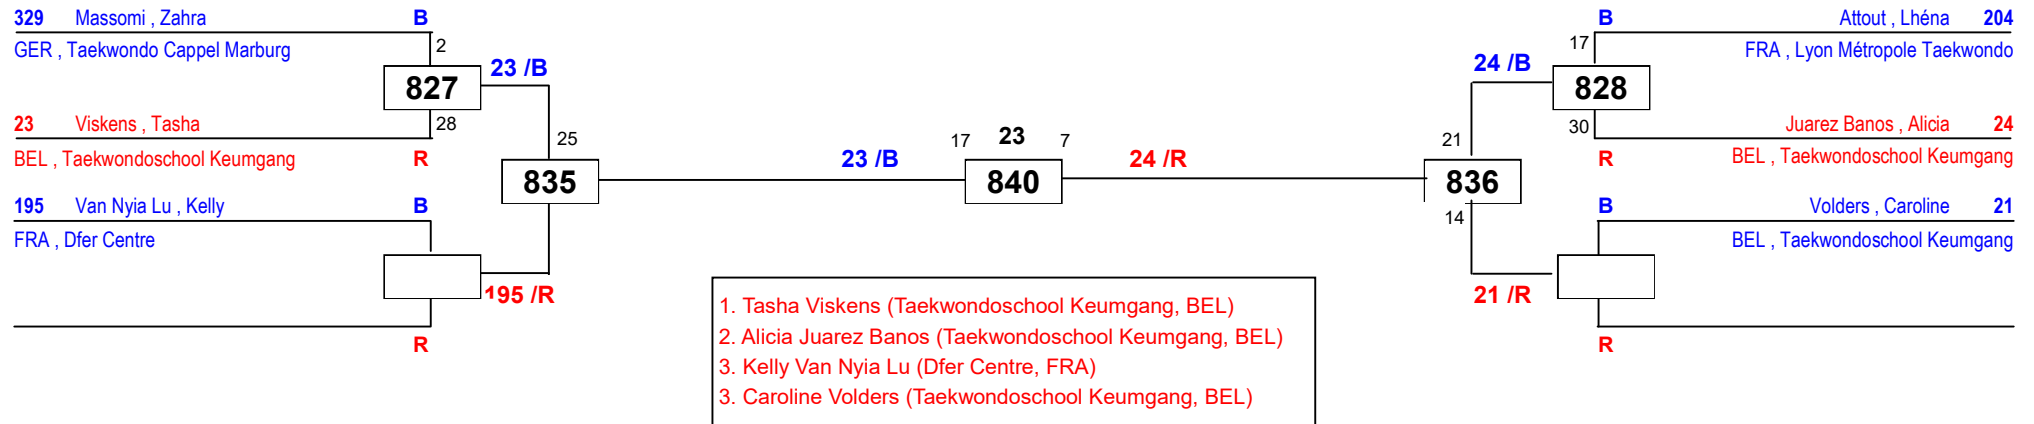 329 Massomi , Zahra B
GER , Taekwondo Cappel Marburg
2
827
23 /B
28
23 Viskens , Tasha
BEL , Taekwondoschool Keumgang R
25
835
195 Van Nyia Lu , Kelly B
FRA , Dfer Centre
195 /R
R
23 /B
17 23 7
840
24 /R
B Attout , Lhéna 204
17 FRA , Lyon Métropole Taekwondo
24 /B
828
30 Juarez Banos , Alicia 24
R BEL , Taekwondoschool Keumgang
21
836
14
B Volders , Caroline 21
BEL , Taekwondoschool Keumgang
21 /R
R
1. Tasha Viskens (Taekwondoschool Keumgang, BEL)
2. Alicia Juarez Banos (Taekwondoschool Keumgang, BEL)
3. Kelly Van Nyia Lu (Dfer Centre, FRA)
3. Caroline Volders (Taekwondoschool Keumgang, BEL)